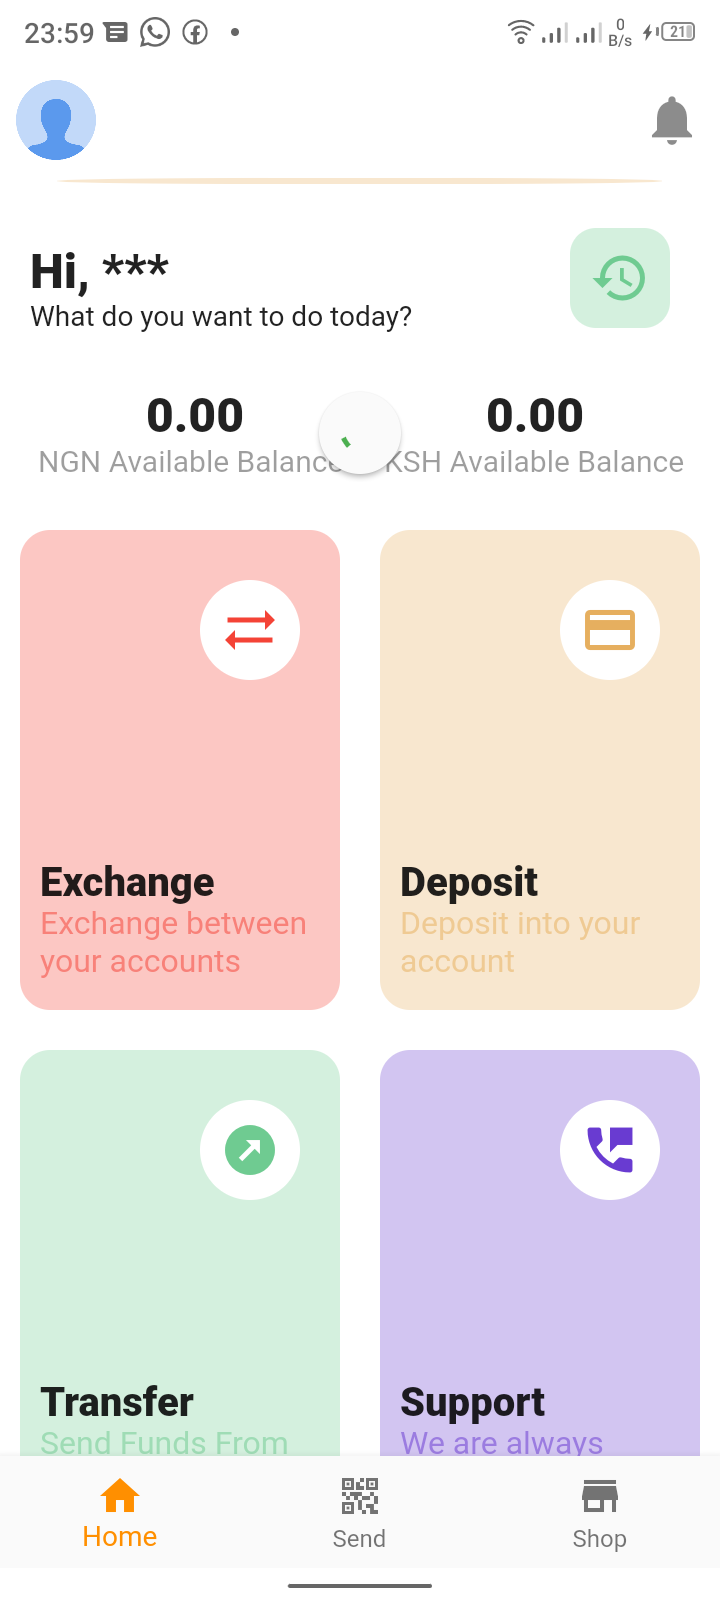 23:59
0
B/s
21
Hi, ***
What do you want to do today?
0.00
NGN Available Balance
0.00
KSH Available Balance
Exchange
Exchange between
your accounts
Deposit
Deposit into your
account
Transfer
Send Funds From
Support
We are always
Home
Send
Shop